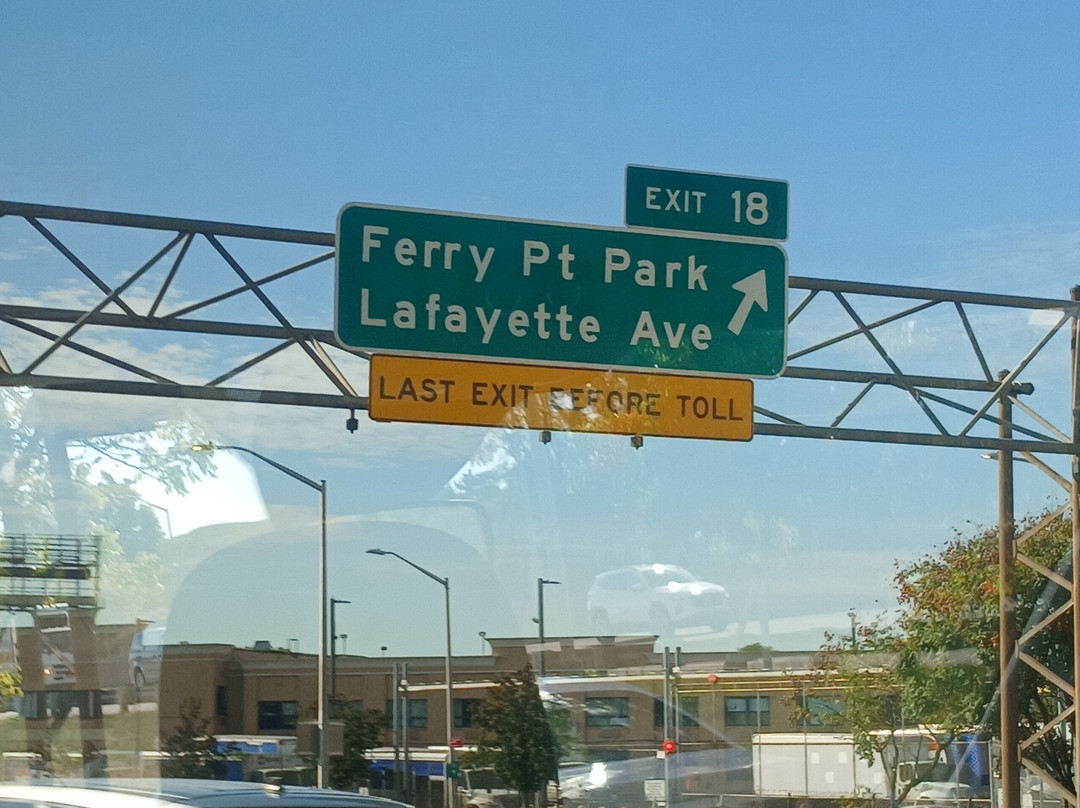 EXIT 18
Ferry Pt Park
Lafayette Ave
LAST EXIT BEFORE TOLL